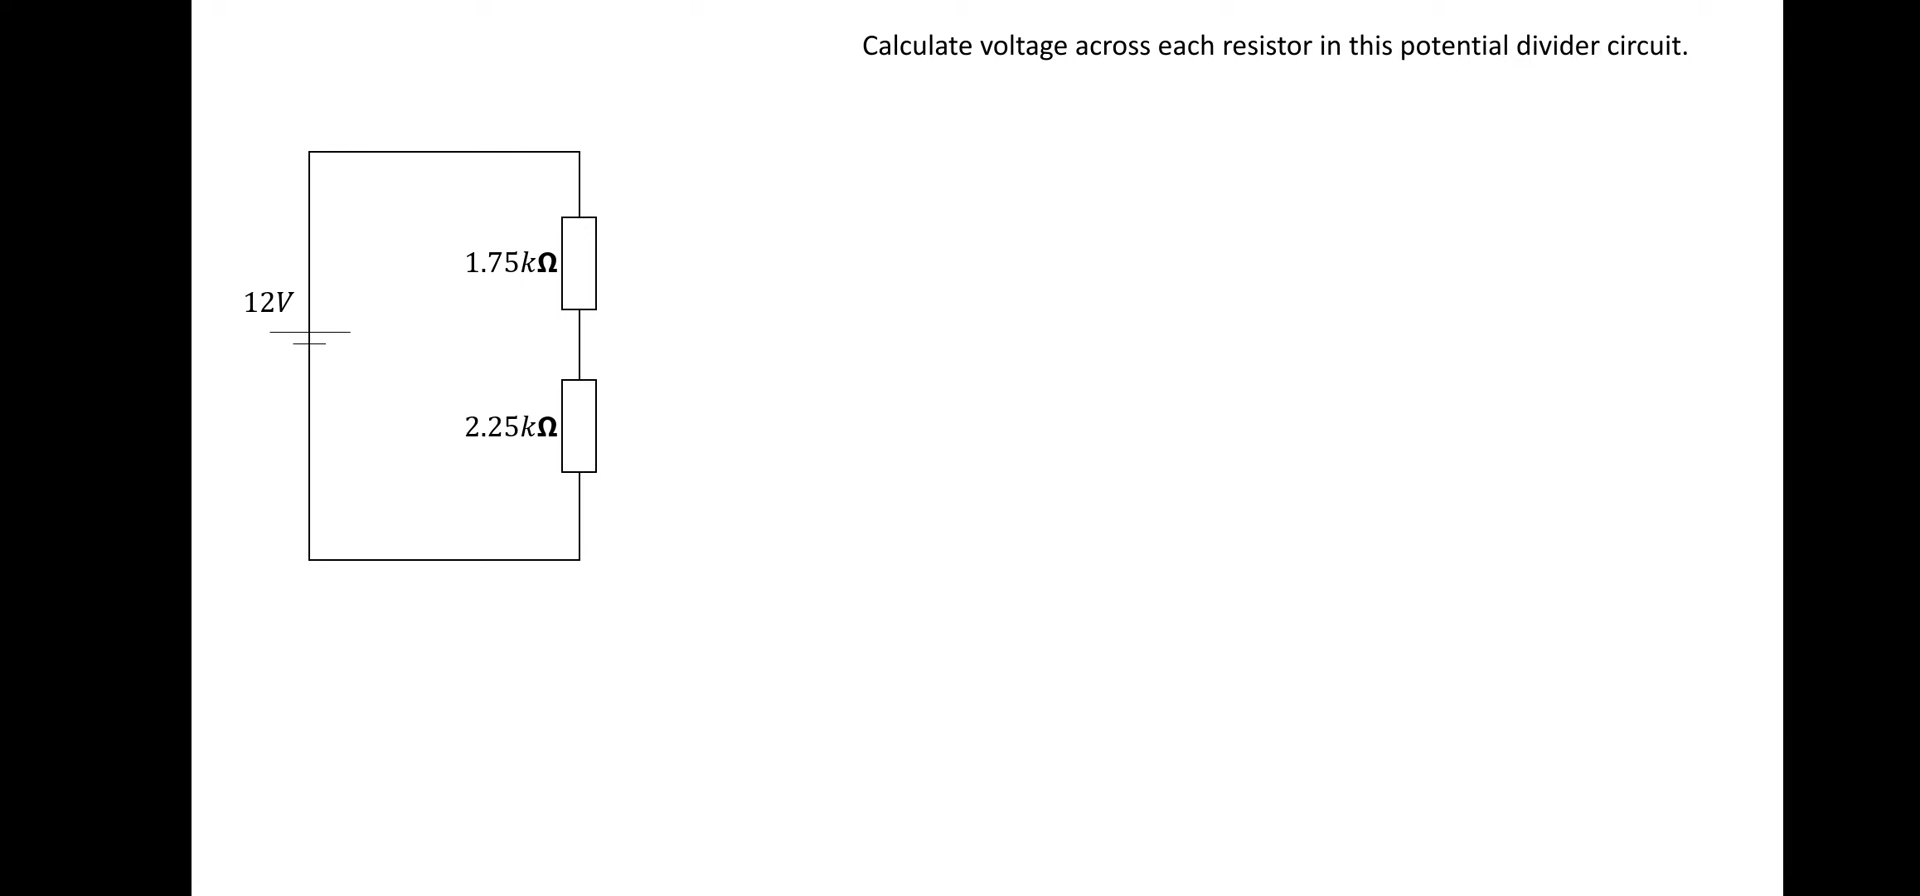 Calculate voltage across each resistor in this potential divider circuit.
1.75kΩ
12V
2.25kΩ